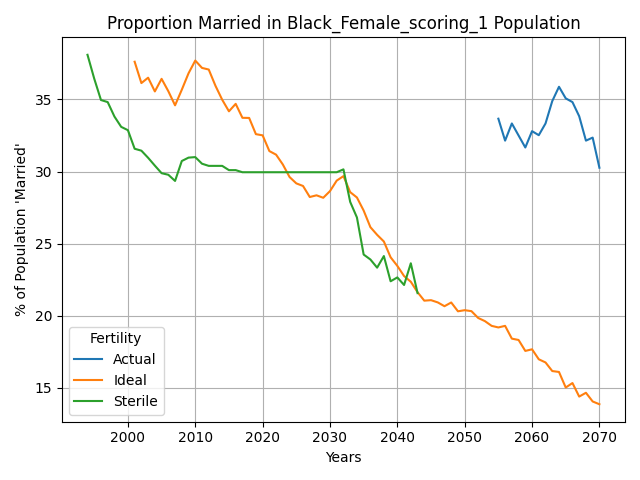 Proportion Married in Black_Female_scoring_1 Population
% of Population 'Married'
35
30
25
20
15
Fertility
Actual
Ideal
Sterile
2000 2010 2020 2030 2040 2050 2060 2070
Years